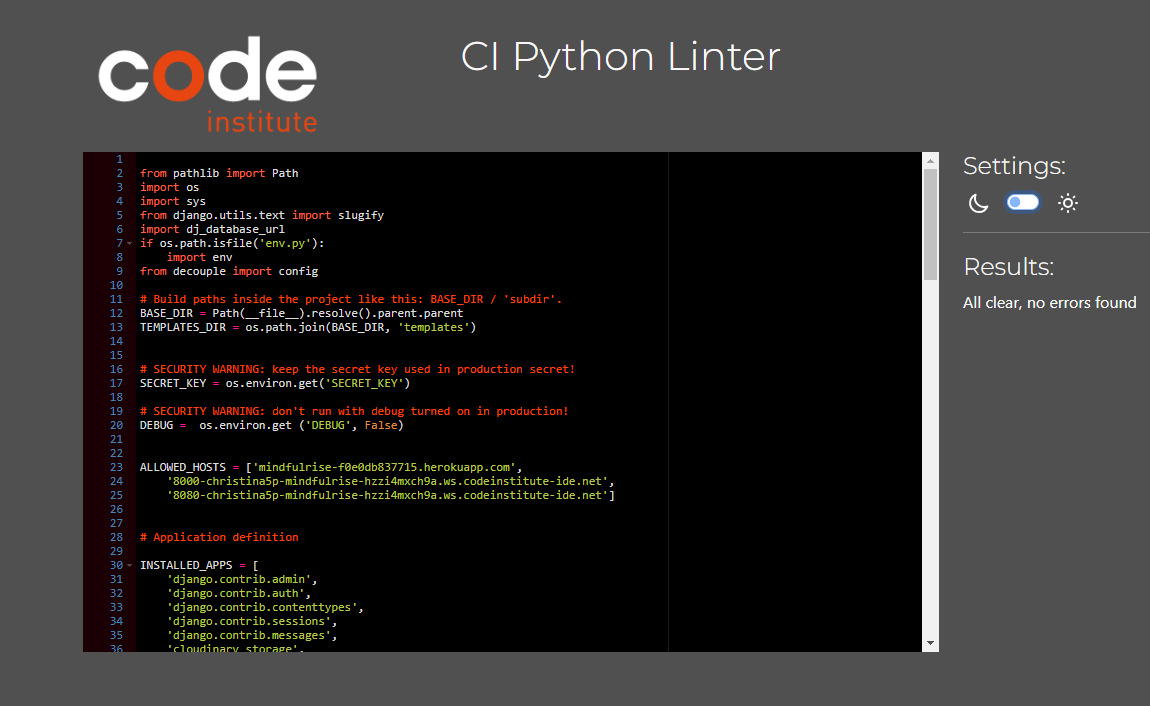 code
institute
CI Python Linter
1
2 from pathlib import Path
3 import os
4 import sys
5 from django.utils.text import slugify
6 import dj_database_url
7 if os.path.isfile('env.py'):
8     import env
9 from decouple import config
10
11 # Build paths inside the project like this: BASE_DIR / 'subdir'.
12 BASE_DIR = Path(__file__).resolve().parent.parent
13 TEMPLATES_DIR = os.path.join(BASE_DIR, 'templates')
14
15
16 # SECURITY WARNING: keep the secret key used in production secret!
17 SECRET_KEY = os.environ.get('SECRET_KEY')
18
19 # SECURITY WARNING: don't run with debug turned on in production!
20 DEBUG =  os.environ.get ('DEBUG', False)
21
22
23 ALLOWED_HOSTS = ['mindfulrise-f0e0db837715.herokuapp.com',
24     '8000-christina5p-mindfulrise-hzzi4mxch9a.ws.codeinstitute-ide.net',
25     '8080-christina5p-mindfulrise-hzzi4mxch9a.ws.codeinstitute-ide.net']
26
27
28 # Application definition
29
30 INSTALLED_APPS = [
31     'django.contrib.admin',
32     'django.contrib.auth',
33     'django.contrib.contenttypes',
34     'django.contrib.sessions',
35     'django.contrib.messages',
36     'cloudinary_storage',
Settings:
Results:
All clear, no errors found